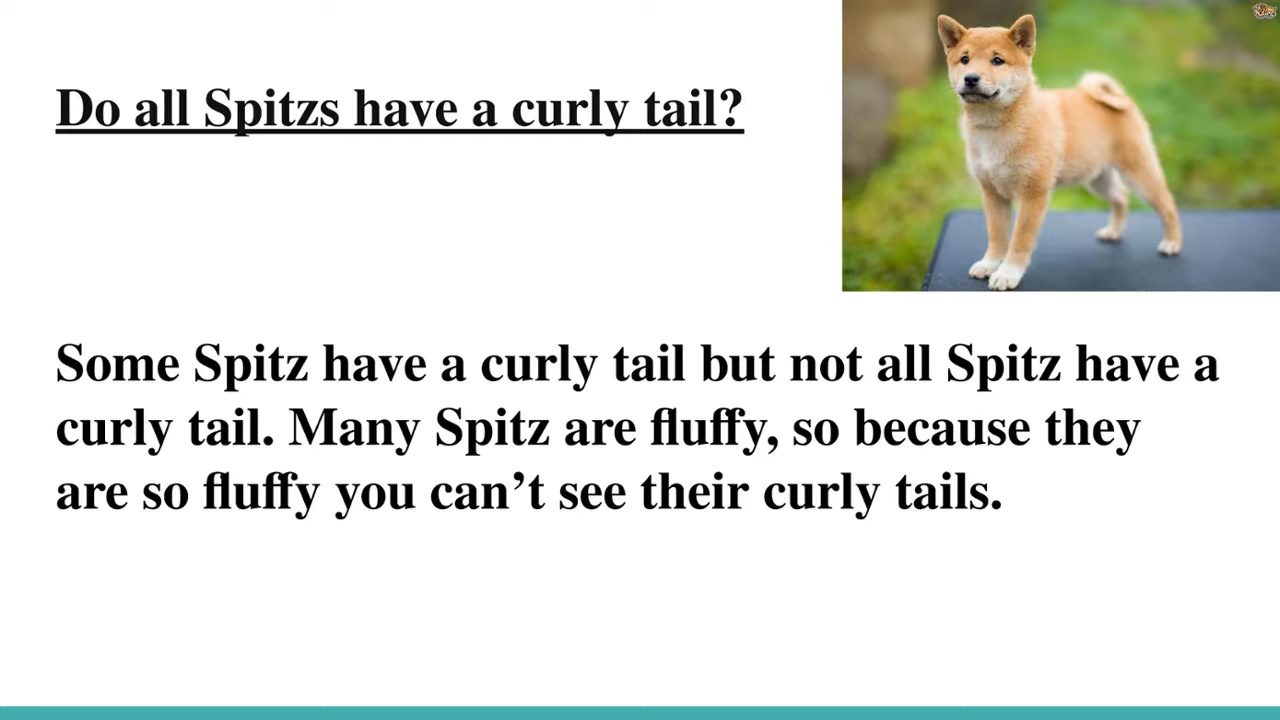 Do all Spitzs have a curly tail?
Some Spitz have a curly tail but not all Spitz have a
curly tail. Many Spitz are fluffy, so because they
are so fluffy you can’t see their curly tails.